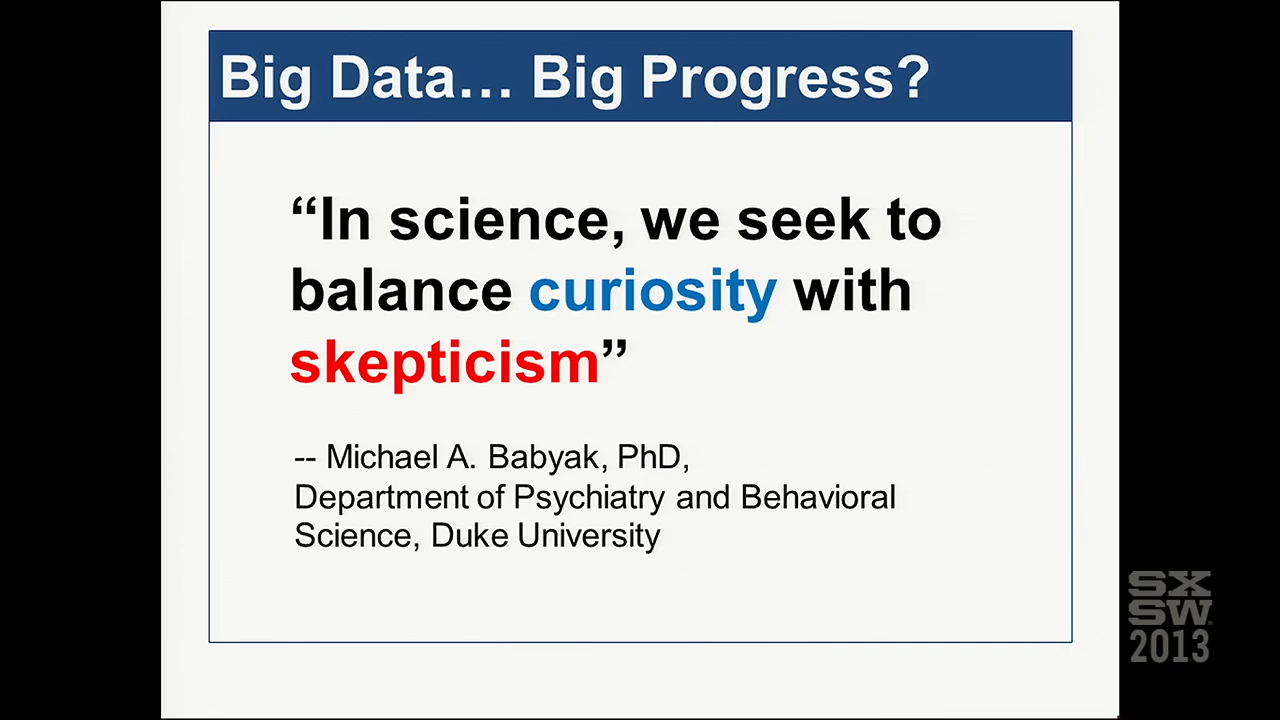 Big Data… Big Progress?
“In science, we seek to
balance curiosity with
skepticism”
-- Michael A. Babyak, PhD,
Department of Psychiatry and Behavioral
Science, Duke University
SX
SW®
2013